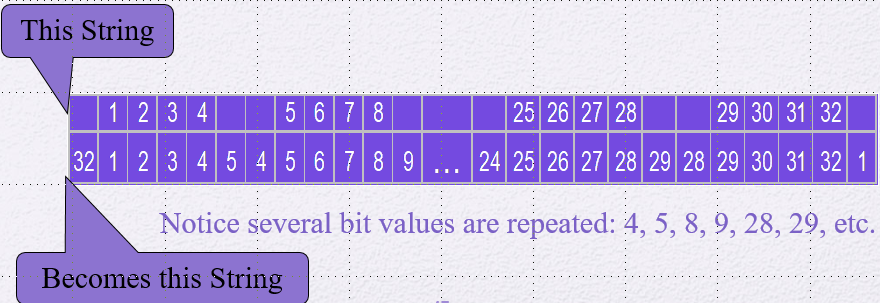 This String
1 2 3 4 5 6 7 8 25 26 27 28 29 30 31 32
32 1 2 3 4 5 4 5 6 7 8 9 ... 24 25 26 27 28 29 28 29 30 31 32 1
Notice several bit values are repeated: 4, 5, 8, 9, 28, 29, etc.
Becomes this String